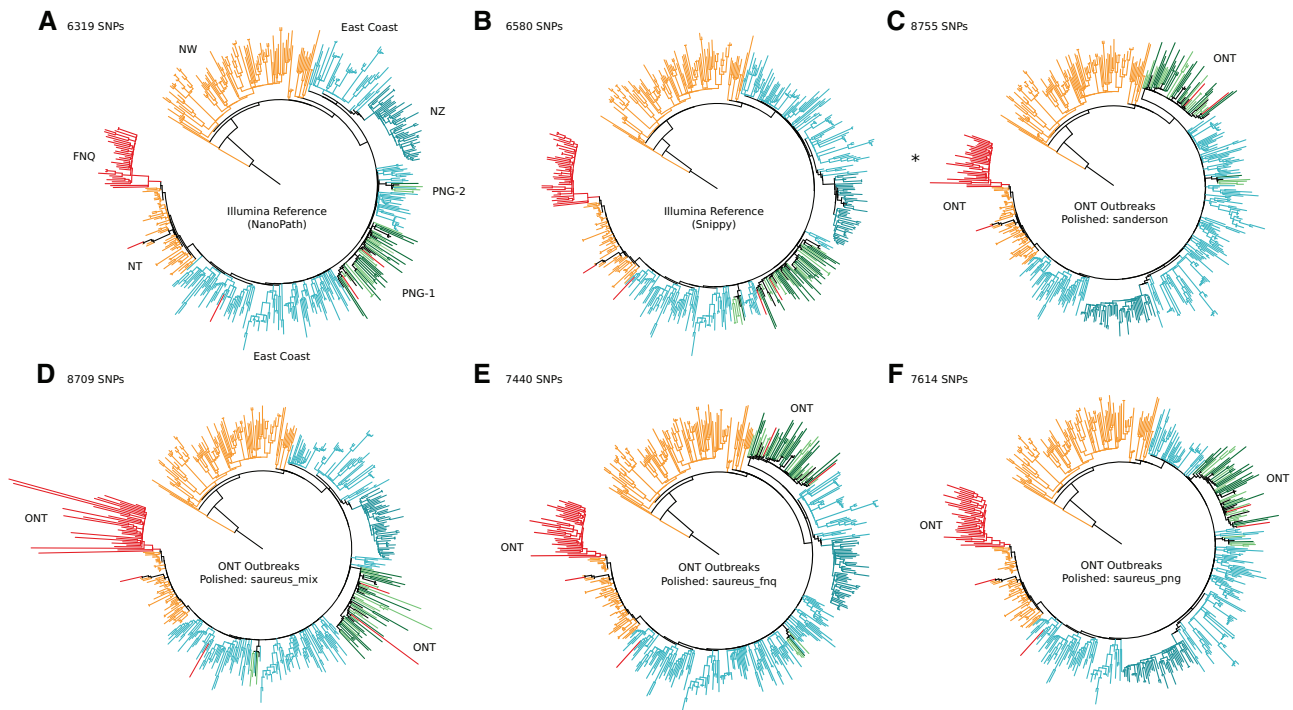 A 6319 SNPs
East Coast
NW
NZ
FNQ
PNG-2
Illumina Reference
(NanoPath)
NT
PNG-1
East Coast
B 6580 SNPs
Illumina Reference
(Snippy)
C 8755 SNPs
ONT
*
ONT
ONT Outbreaks
Polished: sanderson
D 8709 SNPs
ONT
ONT Outbreaks
Polished: saureus_mix
ONT
E 7440 SNPs
ONT
ONT
ONT Outbreaks
Polished: saureus_fnq
F 7614 SNPs
ONT
ONT
ONT Outbreaks
Polished: saureus_png